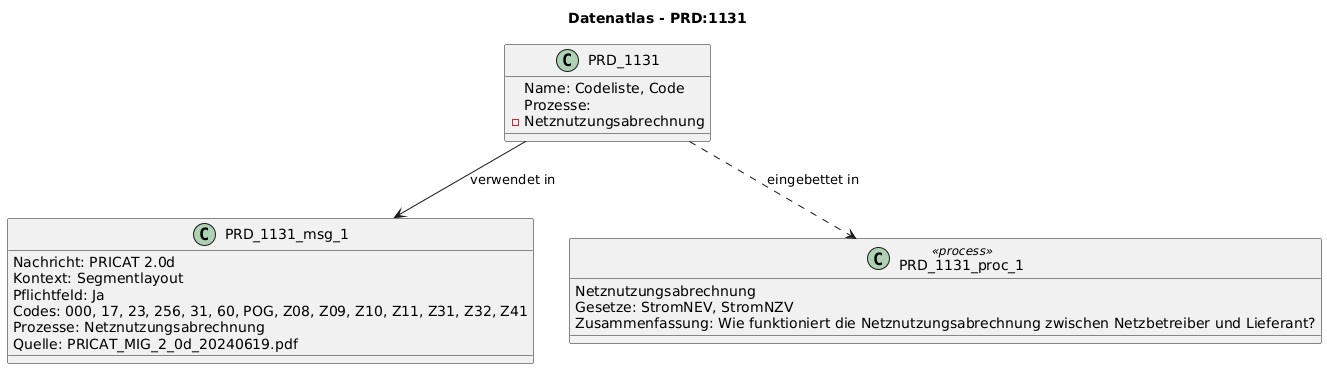 Datenatlas - PRD:1131
C PRD_1131
Name: Codeliste, Code
Prozesse:
Netznutzungsabrechnung
verwendet in
eingebettet in
C PRD_1131_msg_1
Nachricht: PRICAT 2.0d
Kontext: Segmentlayout
Pflichtfeld: Ja
Codes: 000, 17, 23, 256, 31, 60, POG, Z08, Z09, Z10, Z11, Z31, Z32, Z41
Prozesse: Netznutzungsabrechnung
Quelle: PRICAT_MIG_2_0d_20240619.pdf
«process»
C PRD_1131_proc_1
Netznutzungsabrechnung
Gesetze: StromNEV, StromNZV
Zusammenfassung: Wie funktioniert die Netznutzungsabrechnung zwischen Netzbetreiber und Lieferant?